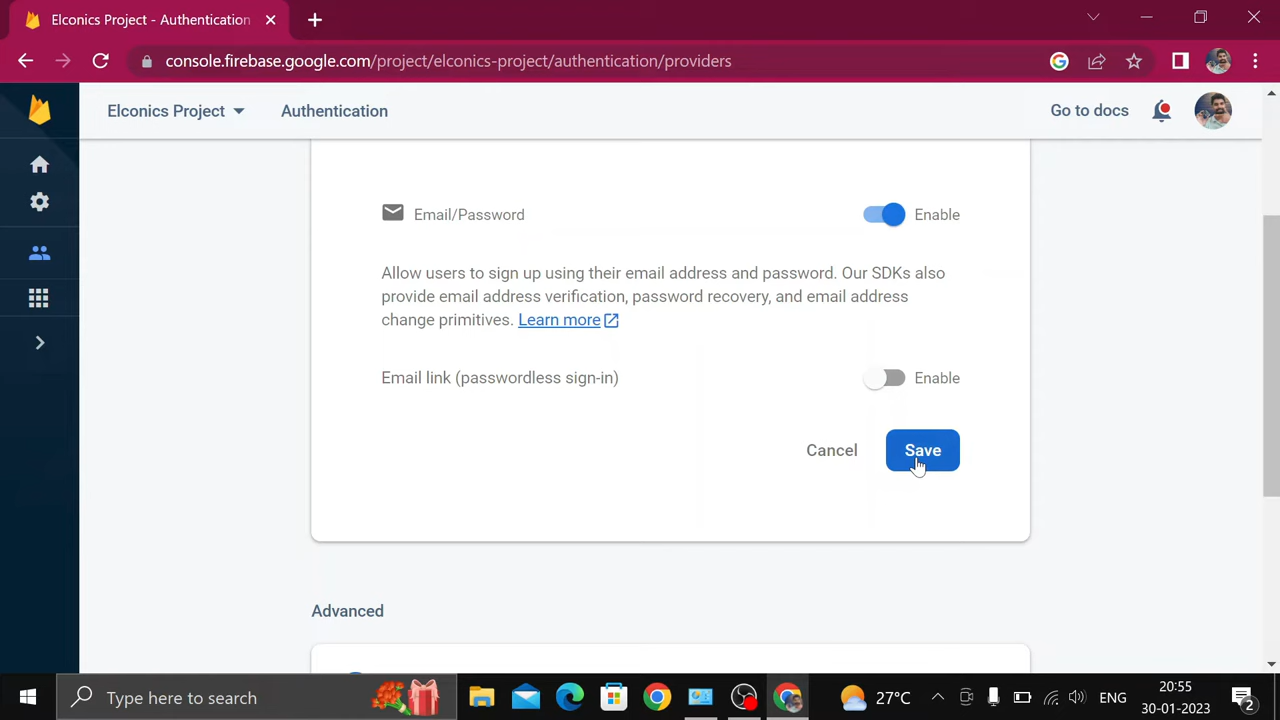 Elconics Project - Authentication
console.firebase.google.com/project/elconics-project/authentication/providers
Elconics Project
Authentication
Go to docs
Email/Password
Enable
Allow users to sign up using their email address and password. Our SDKs also
provide email address verification, password recovery, and email address
change primitives. Learn more
Email link (passwordless sign-in)
Enable
Cancel
Save
Advanced
Type here to search
27°C
ENG
20:55
30-01-2023
2